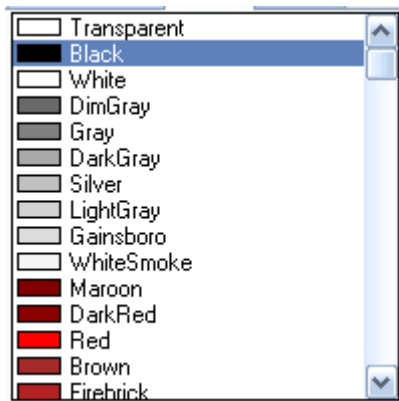 Transparent
Black
White
DimGray
Gray
DarkGray
Silver
LightGray
Gainsboro
WhiteSmoke
Maroon
DarkRed
Red
Brown
Firebrick